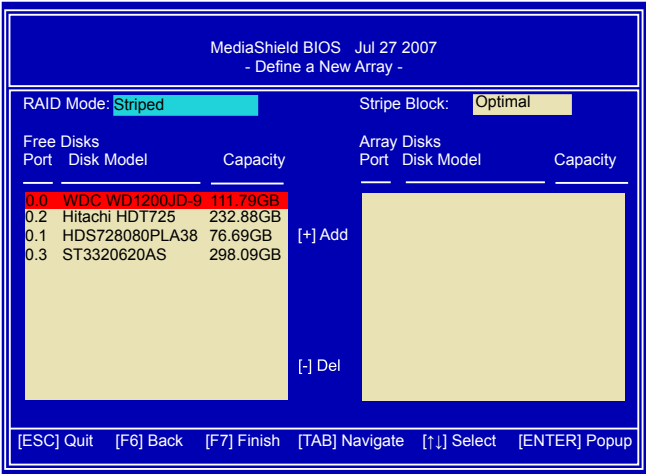 MediaShield BIOS Jul 27 2007
- Define a New Array -
RAID Mode: Striped Stripe Block: Optimal
Free Disks Array Disks
Port Disk Model Capacity Port Disk Model Capacity
0.0 WDC WD1200JD-9 111.79GB
0.2 Hitachi HDT725 232.88GB
0.1 HDS728080PLA38 76.69GB
[+] Add
0.3 ST3320620AS 298.09GB
[-] Del
[ESC] Quit [F6] Back [F7] Finish [TAB] Navigate [↑↓] Select [ENTER] Popup